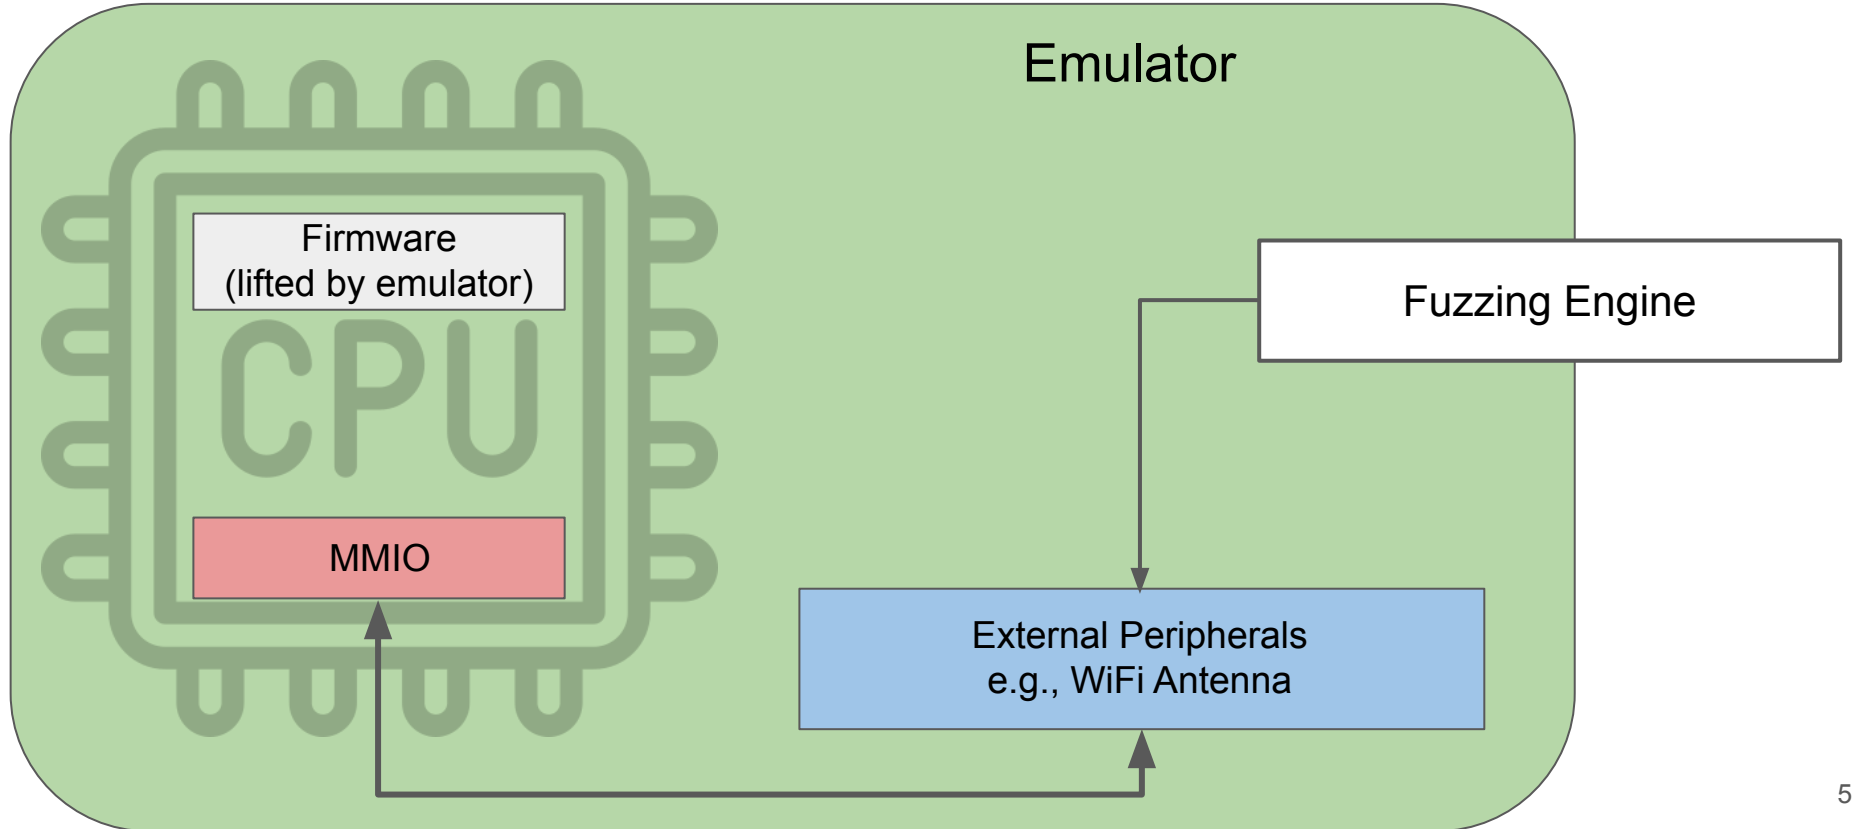 Emulator
Firmware
(lifted by emulator)
CPU
MMIO
Fuzzing Engine
External Peripherals
e.g., WiFi Antenna
5